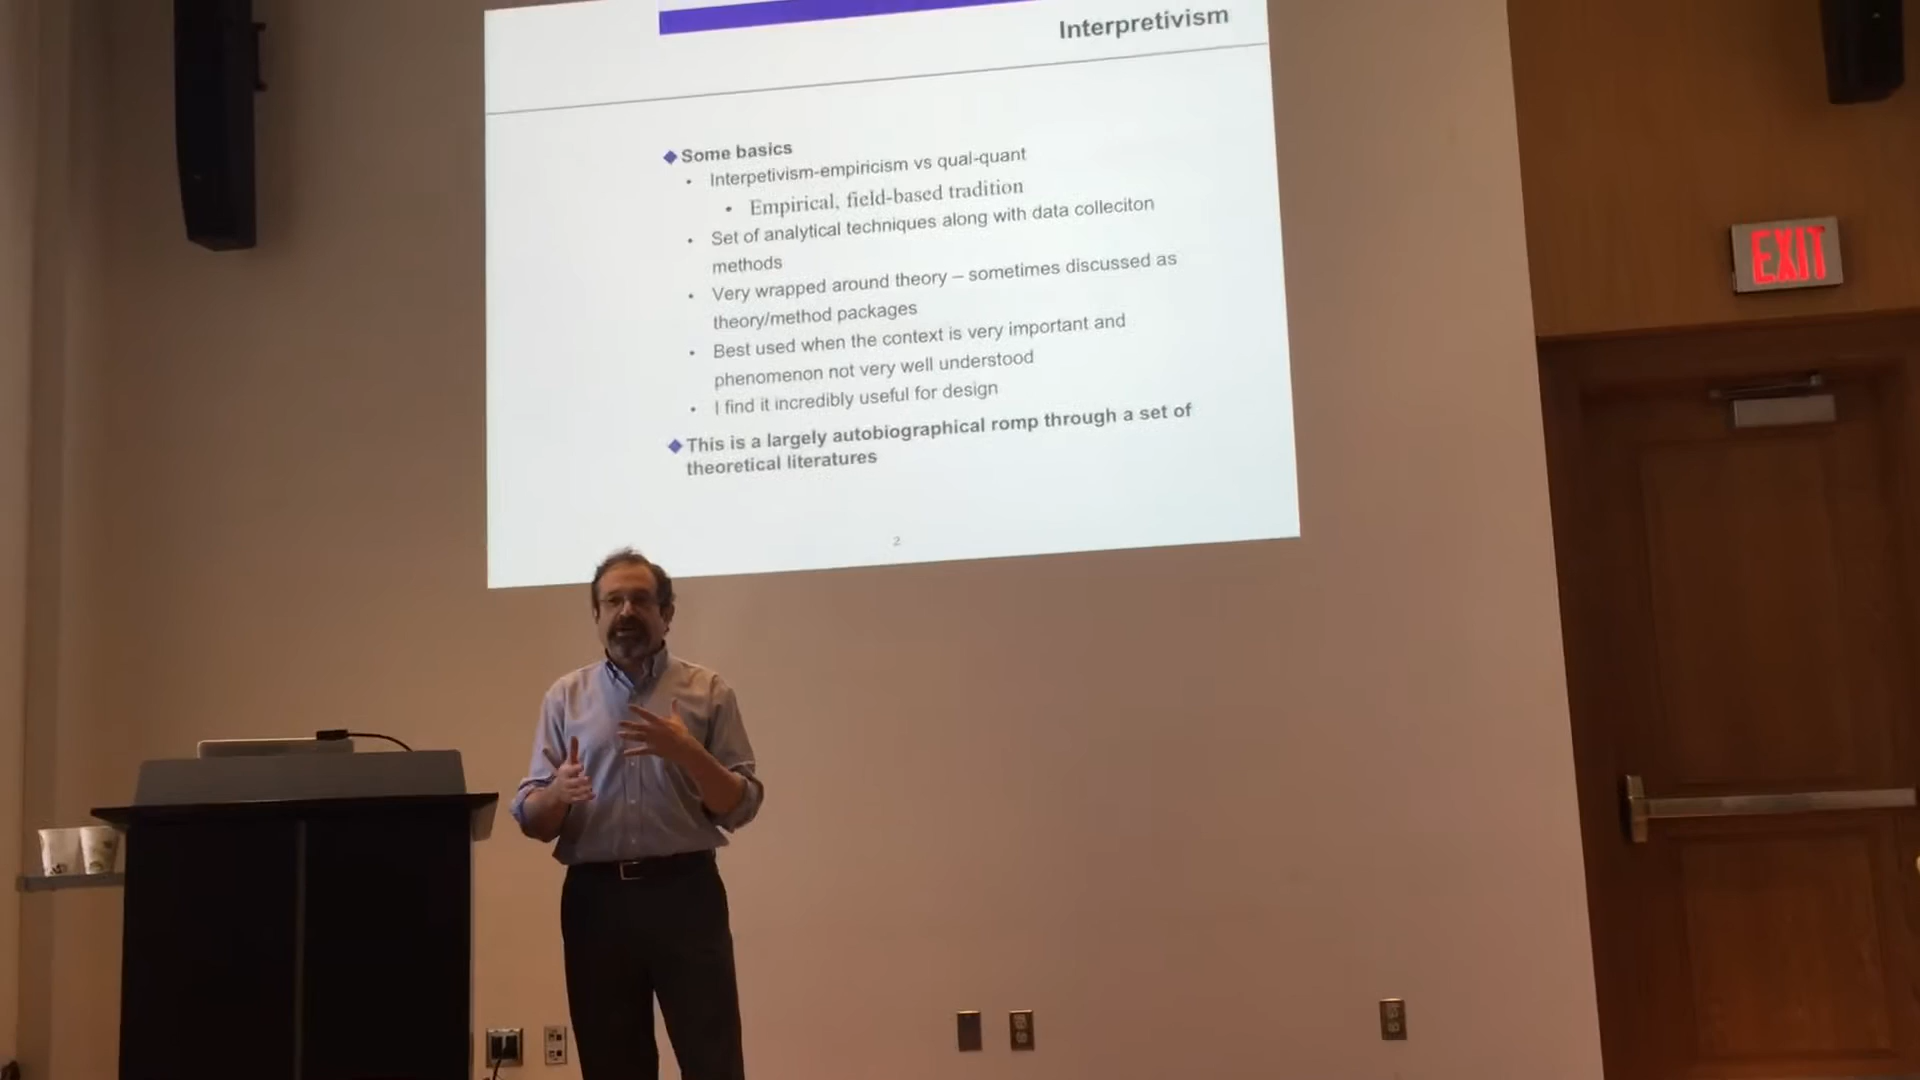 Interpretivism
Some basics
Interpetivism-empiricism vs qual-quant
Empirical, field-based tradition
Set of analytical techniques along with data colleciton
methods
Very wrapped around theory – sometimes discussed as
theory/method packages
Best used when the context is very important and
phenomenon not very well understood
I find it incredibly useful for design
This is a largely autobiographical romp through a set of
theoretical literatures
2
EXIT